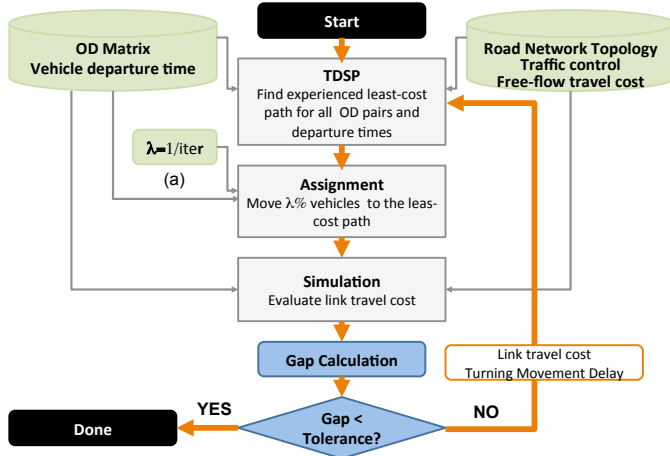 Start
OD Matrix
Vehicle departure time
Road Network Topology
Traffic control
Free-flow travel cost
TDSP
Find experienced least-cost
path for all OD pairs and
departure times
λ=1/iter
(a)
Assignment
Move λ% vehicles to the leas-
cost path
Simulation
Evaluate link travel cost
Gap Calculation
Link travel cost
Turning Movement Delay
YES
NO
Gap <
Tolerance?
Done